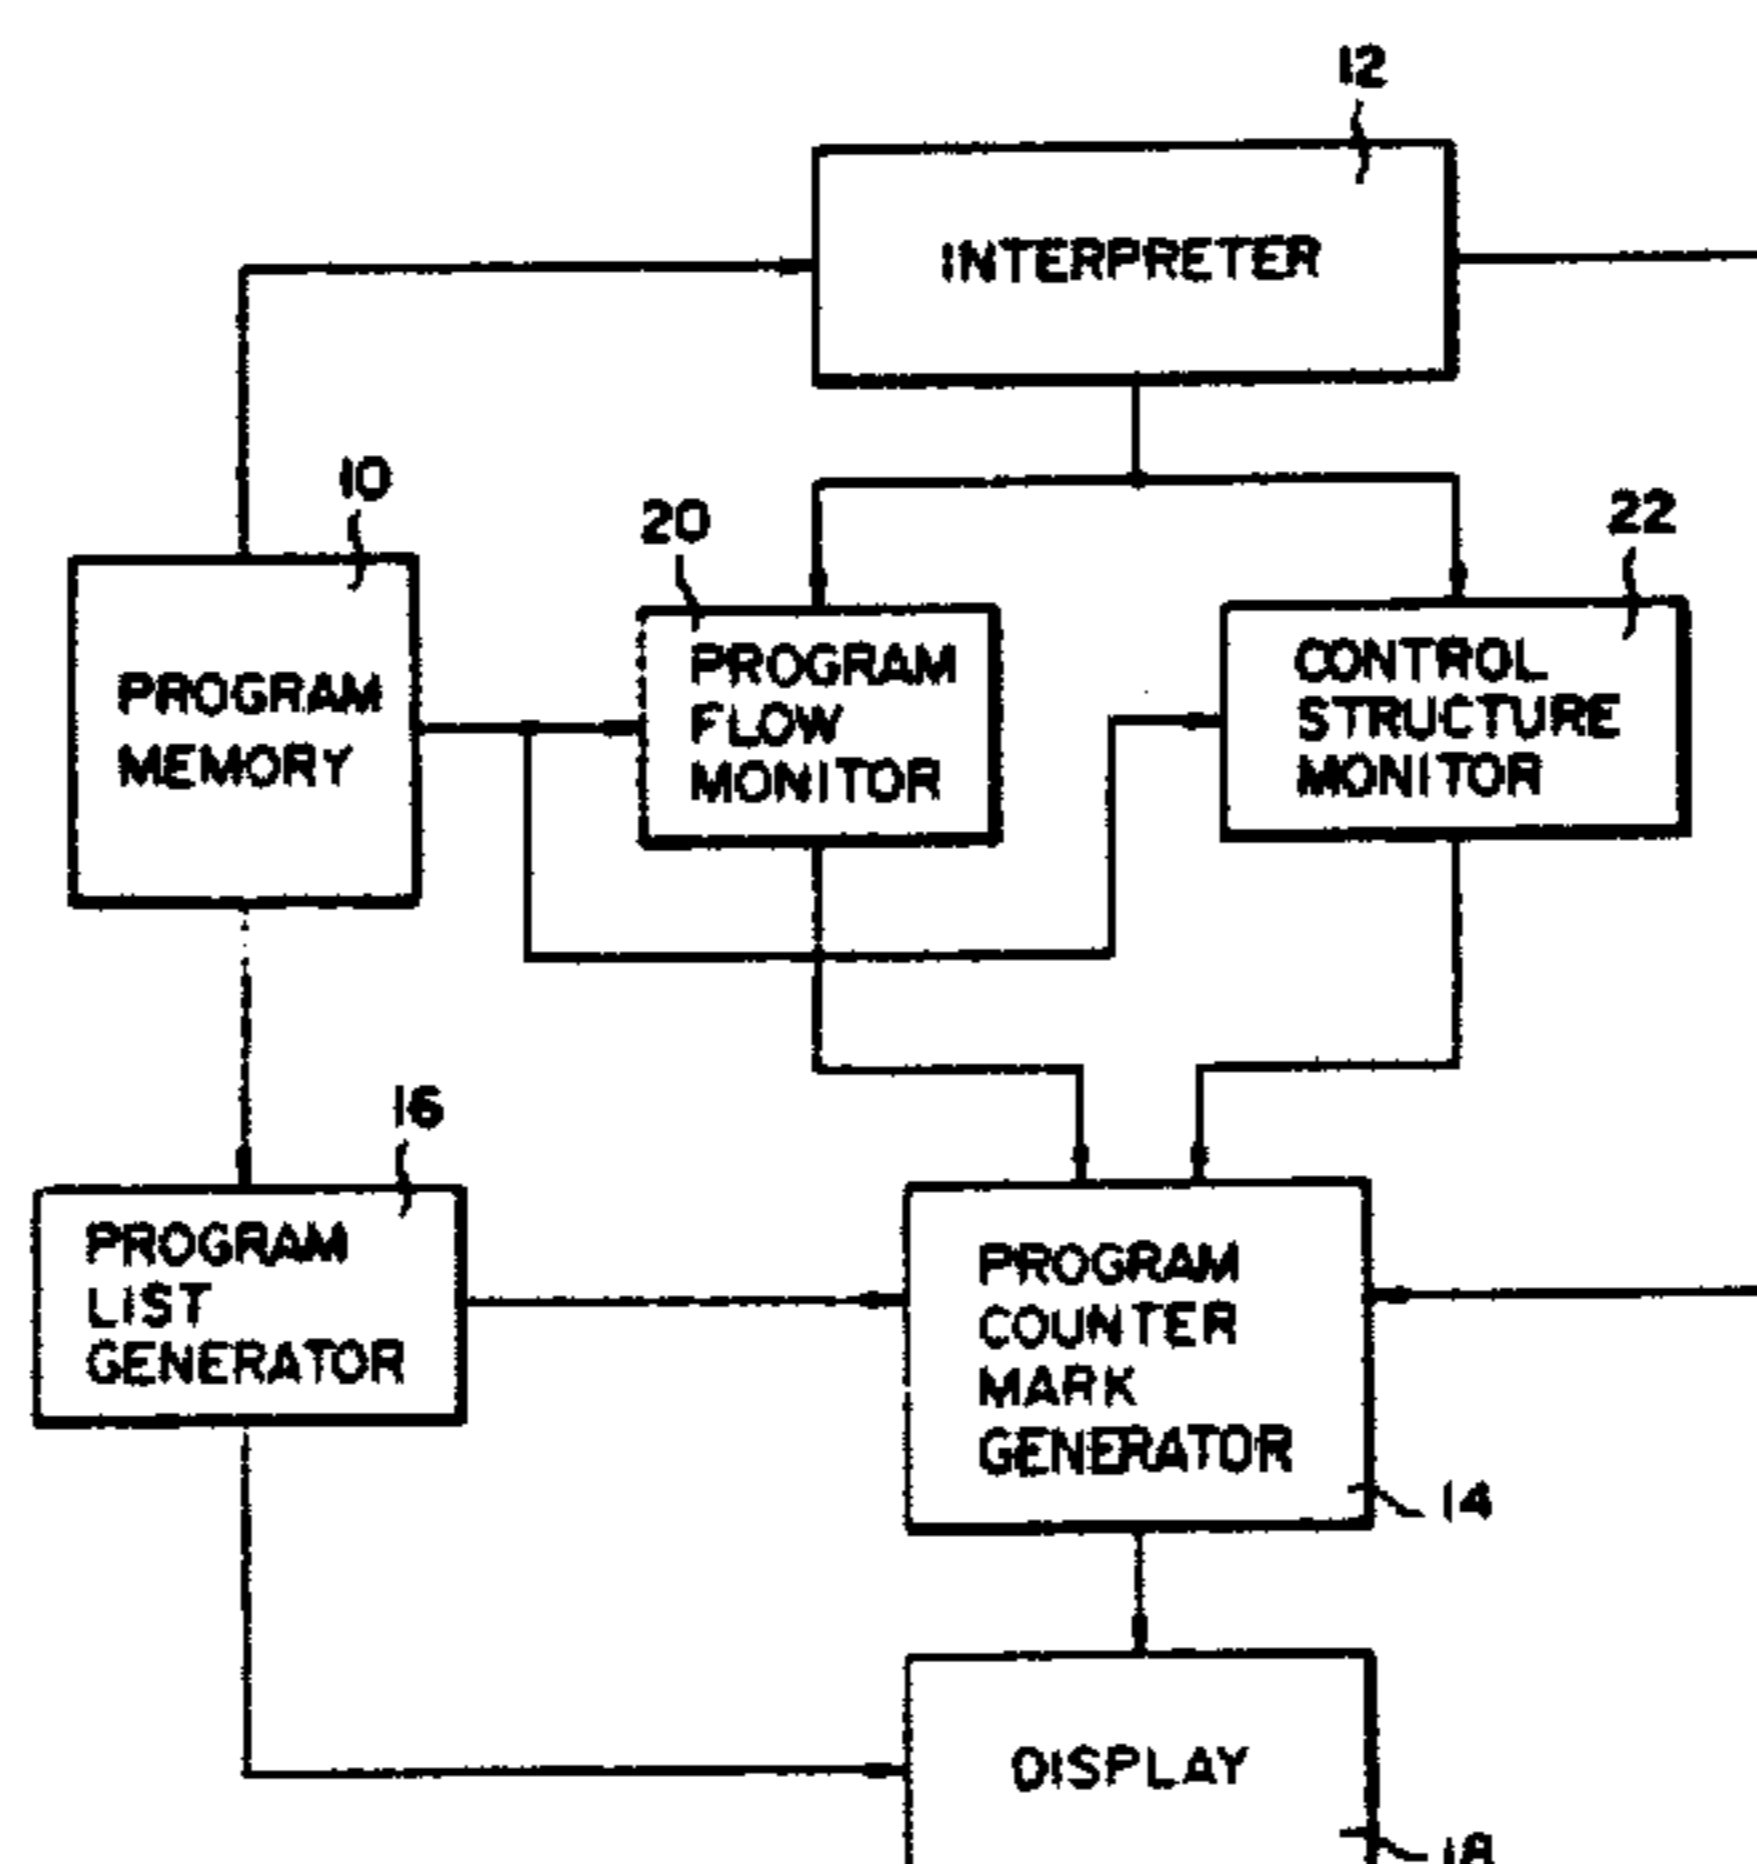 12
INTERPRETER
10
20
22
PROGRAM
MEMORY
PROGRAM
FLOW
MONITOR
CONTROL
STRUCTURE
MONITOR
16
PROGRAM
LIST
GENERATOR
PROGRAM
COUNTER
MARK
GENERATOR
14
DISPLAY
18